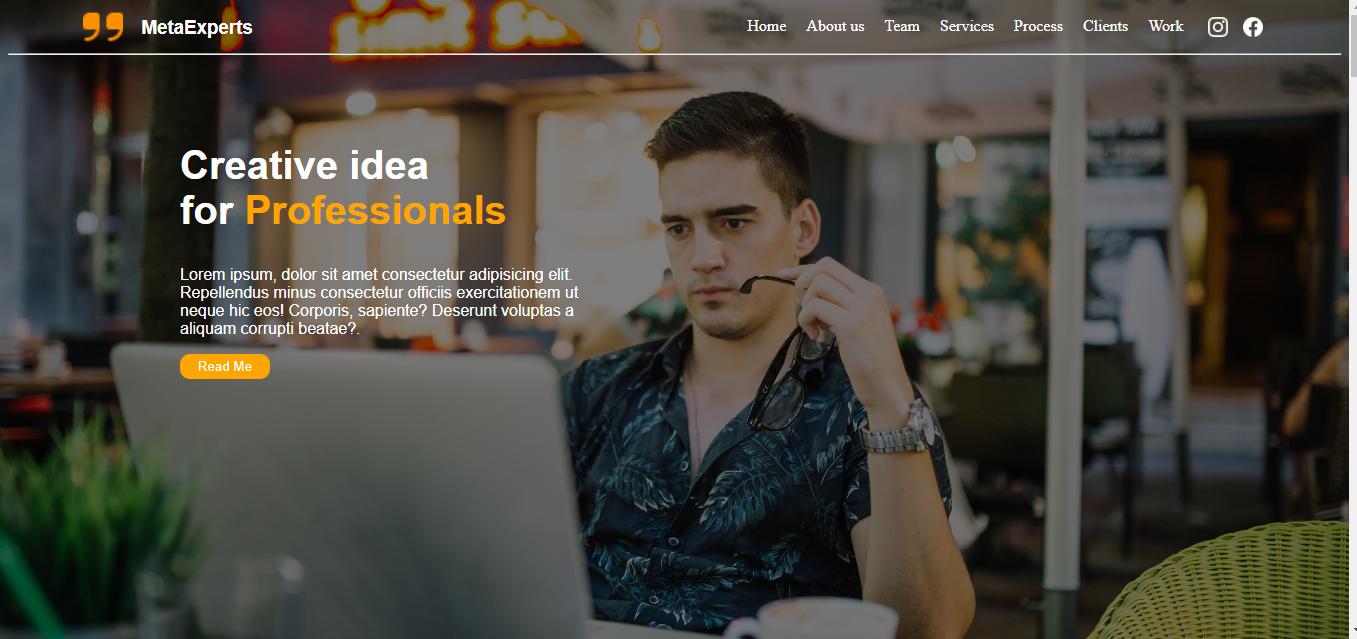 MetaExperts
Home About us Team Services Process Clients Work
Creative idea
for Professionals
Lorem ipsum, dolor sit amet consectetur adipisicing elit.
Repellendus minus consectetur officiis exercitationem ut
neque hic eos! Corporis, sapiente? Deserunt voluptas a
aliquam corrupti beatae?.
Read Me